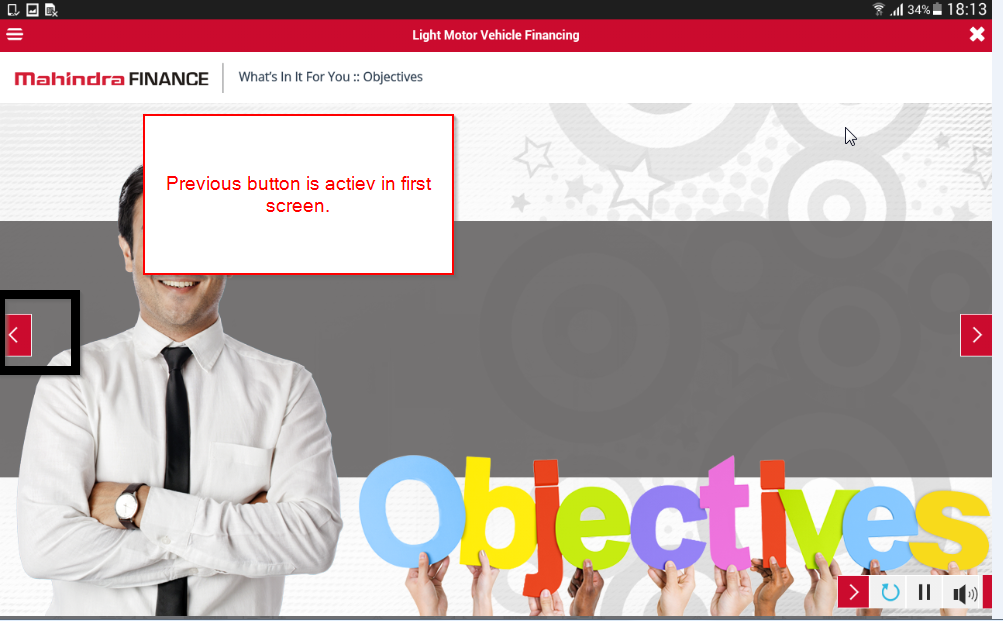 34% 18:13
Light Motor Vehicle Financing
Mahindra FINANCE
What's In It For You :: Objectives
Previous button is actiev in first
screen.
Objectives